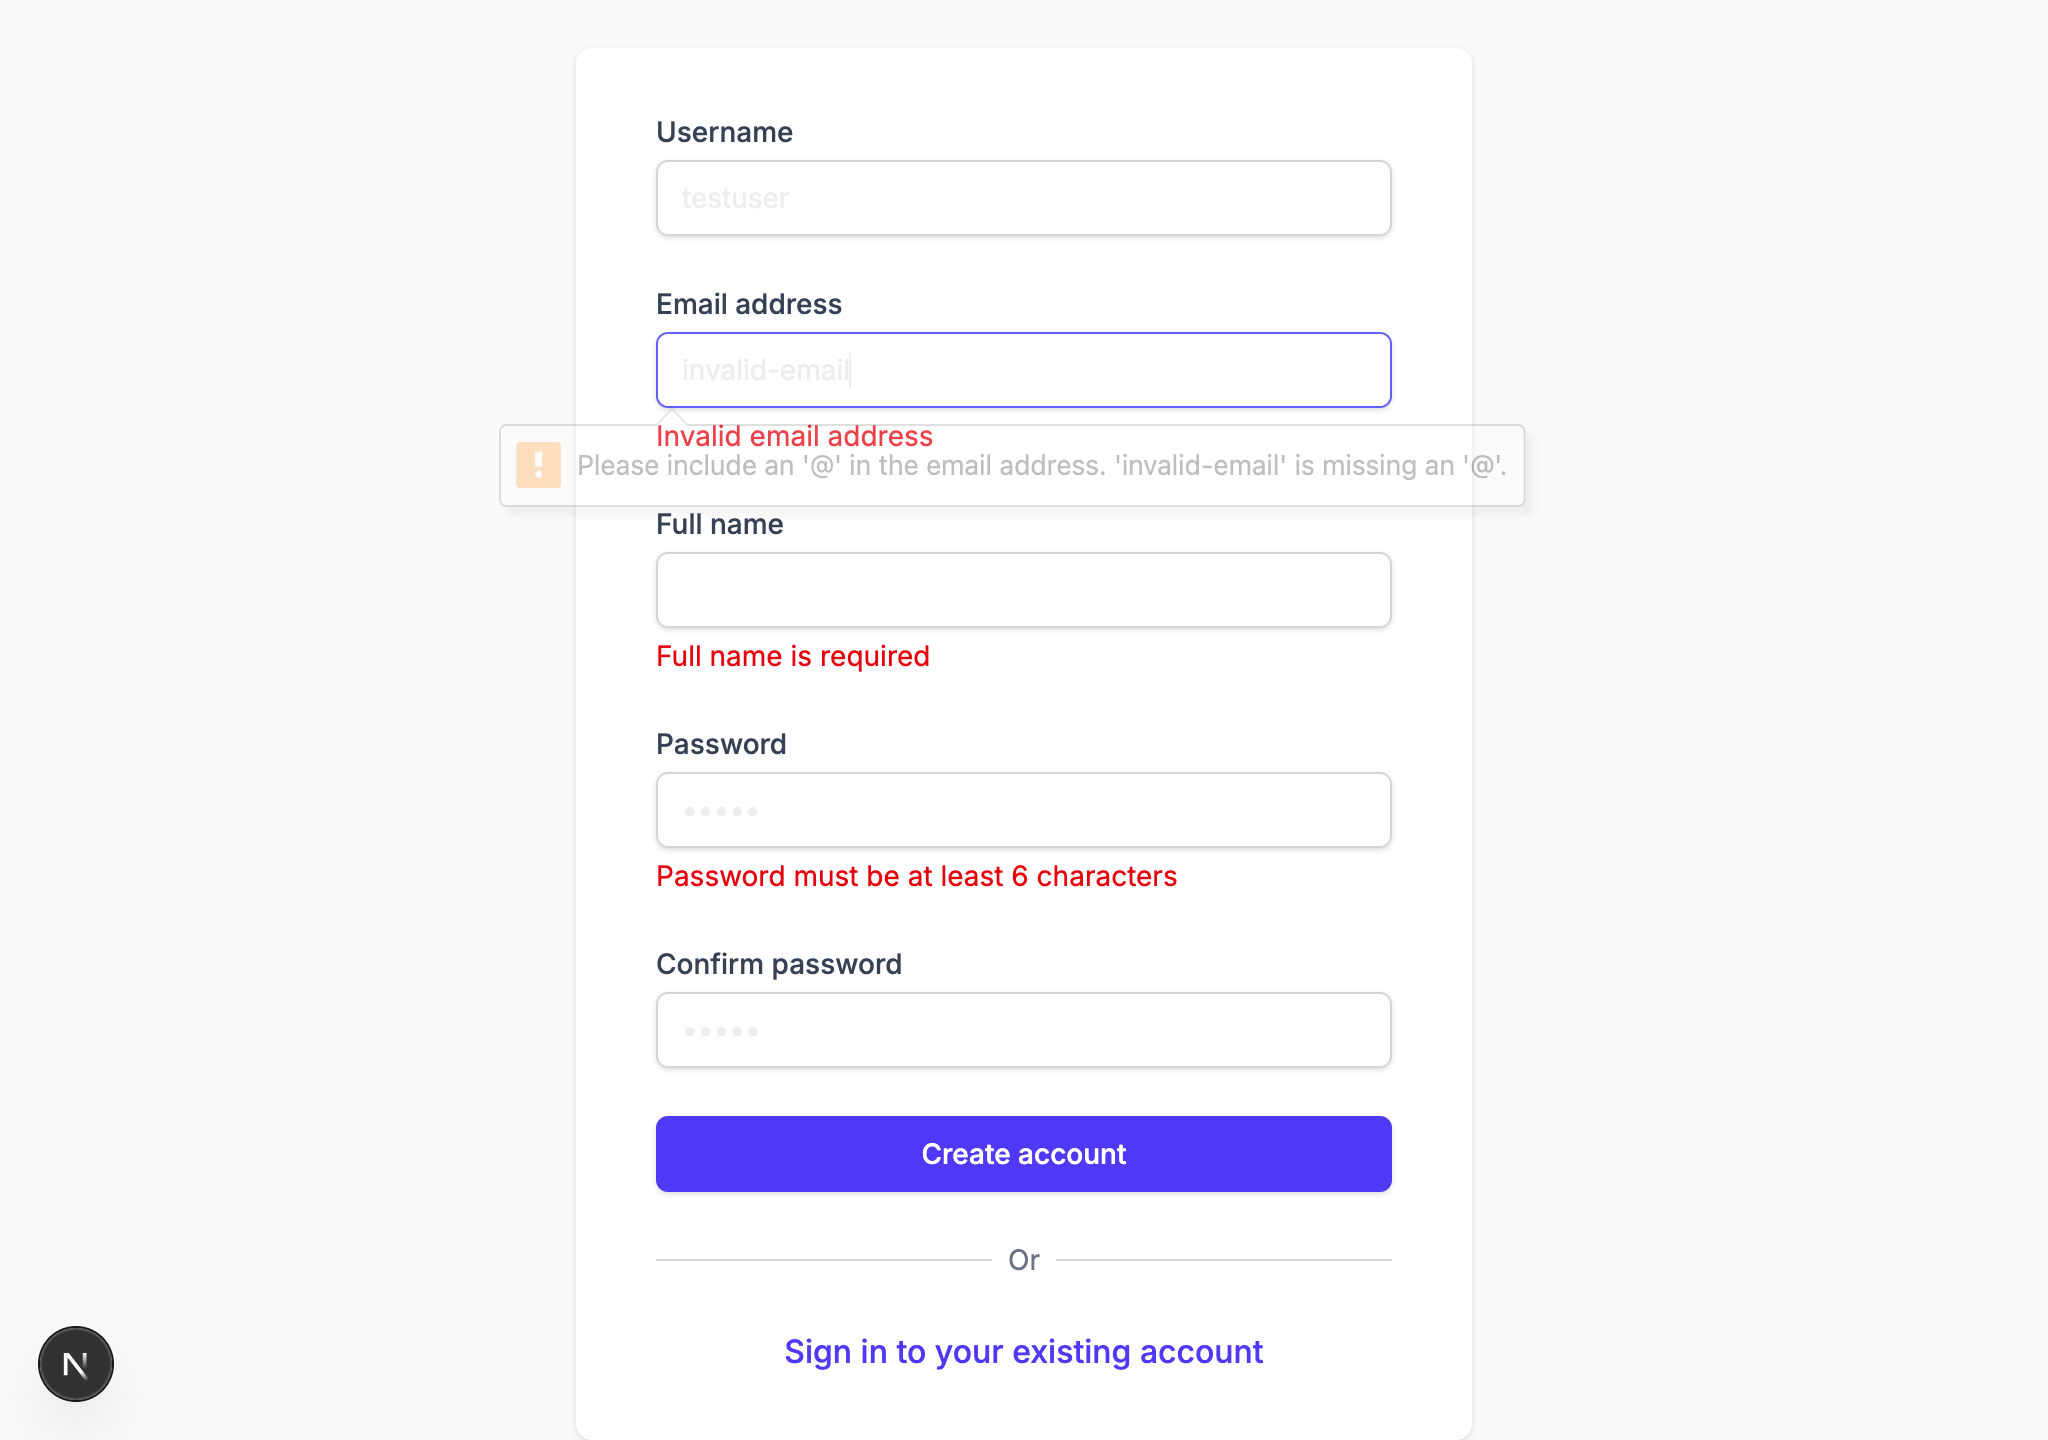 Username
testuser
Email address
invalid-email
Invalid email address
Please include an '@' in the email address. 'invalid-email' is missing an '@'.
Full name
Full name is required
Password
•••••
Password must be at least 6 characters
Confirm password
•••••
Create account
Or
Sign in to your existing account
N